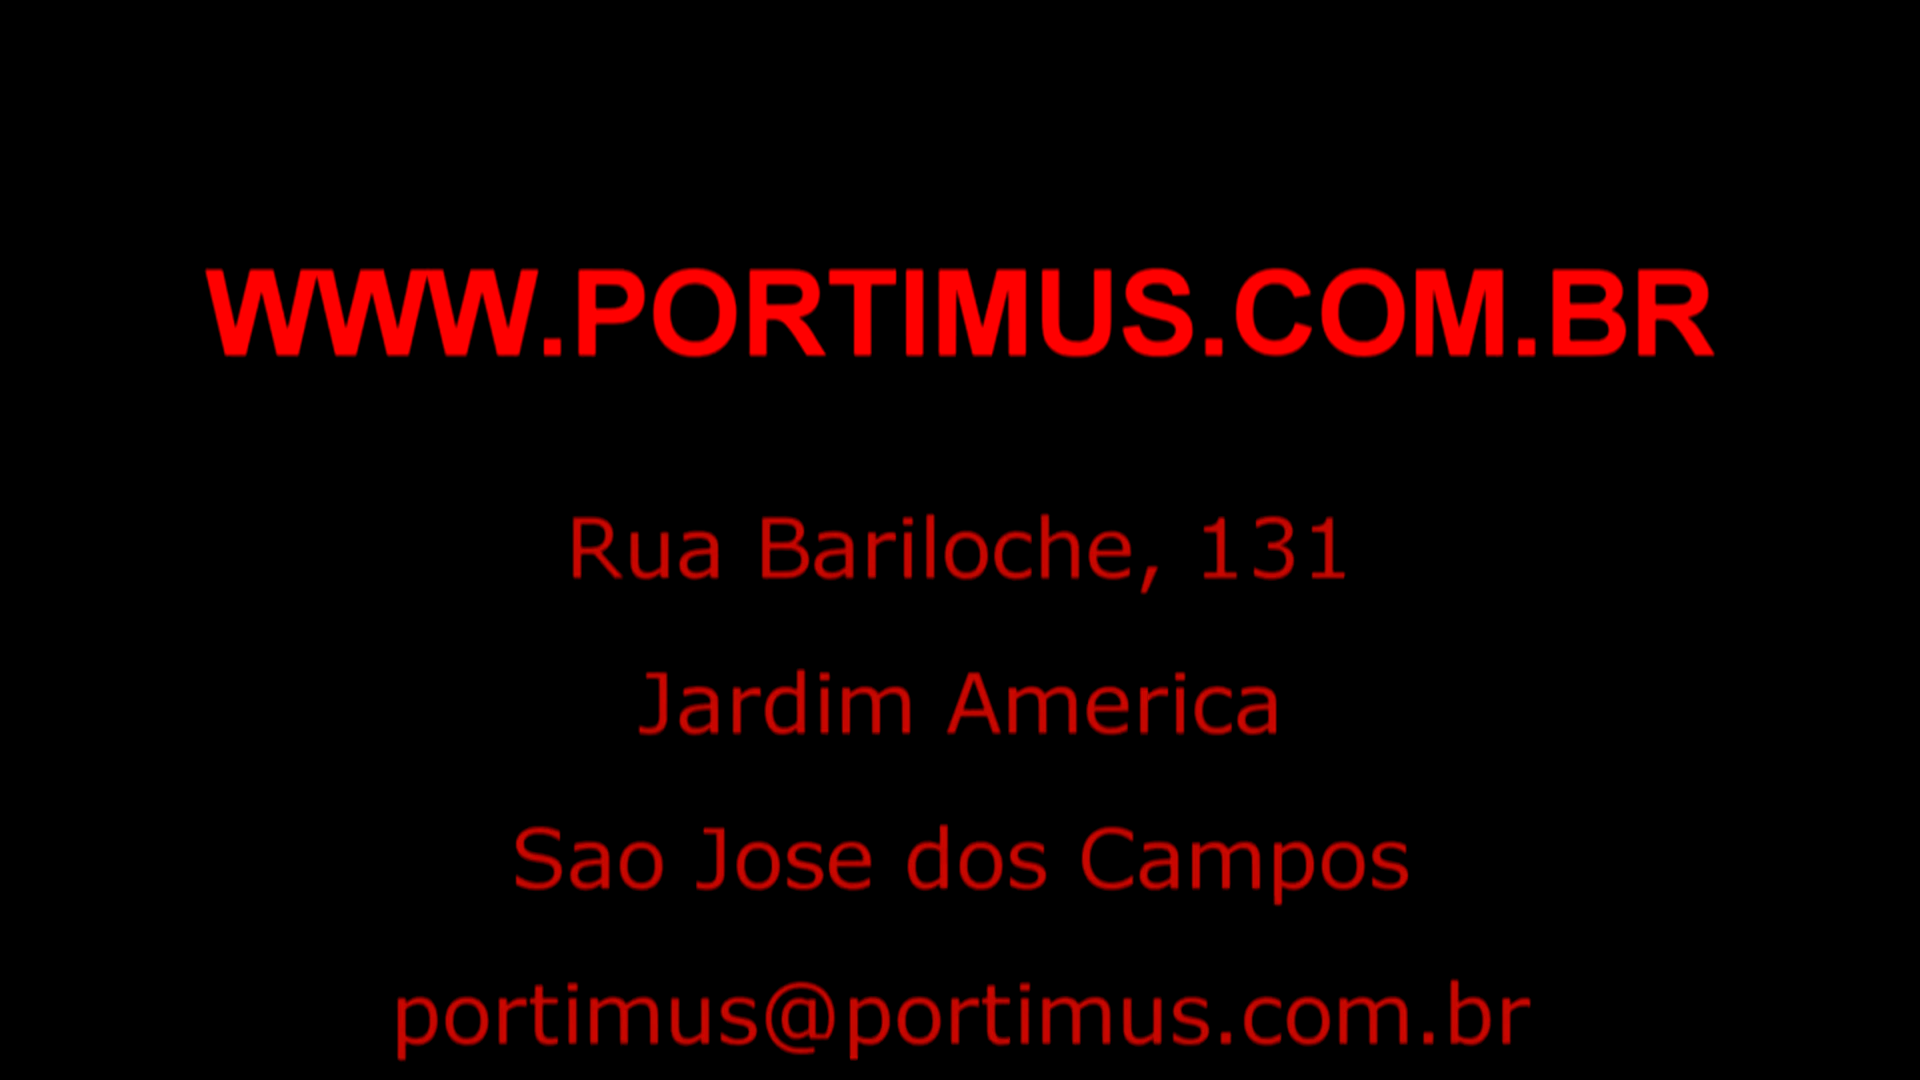 WWW.PORTIMUS.COM.BR
Rua Bariloche, 131
Jardim America
Sao Jose dos Campos
portimus@portimus.com.br